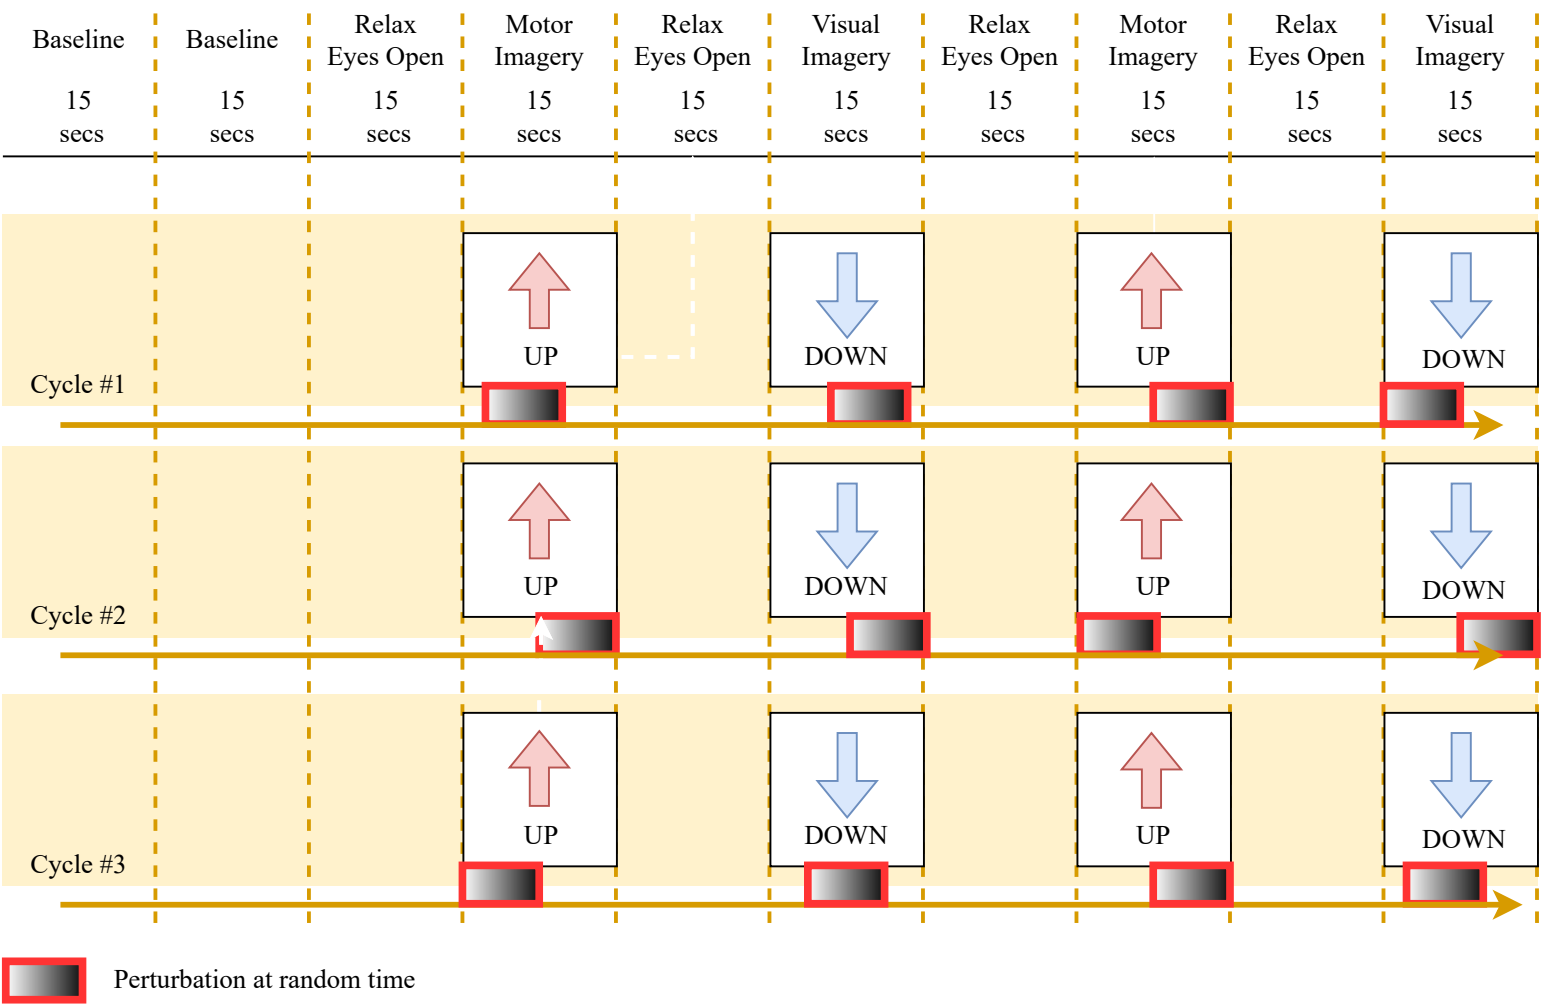 Baseline
15
secs
Baseline
15
secs
Relax
Eyes Open
15
secs
Motor
Imagery
15
secs
Relax
Eyes Open
15
secs
Visual
Imagery
15
secs
Relax
Eyes Open
15
secs
Motor
Imagery
15
secs
Relax
Eyes Open
15
secs
Visual
Imagery
15
secs
UP
DOWN
UP
DOWN
Cycle #1
UP
DOWN
UP
DOWN
Cycle #2
UP
DOWN
UP
DOWN
Cycle #3
Perturbation at random time